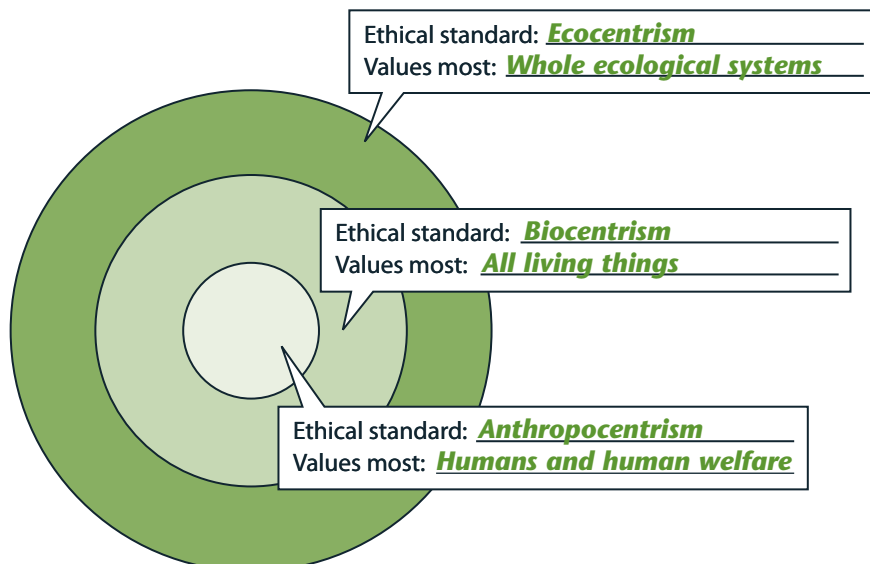 Ethical standard: Ecocentrism
Values most: Whole ecological systems
Ethical standard: Biocentrism
Values most: All living things
Ethical standard: Anthropocentrism
Values most: Humans and human welfare